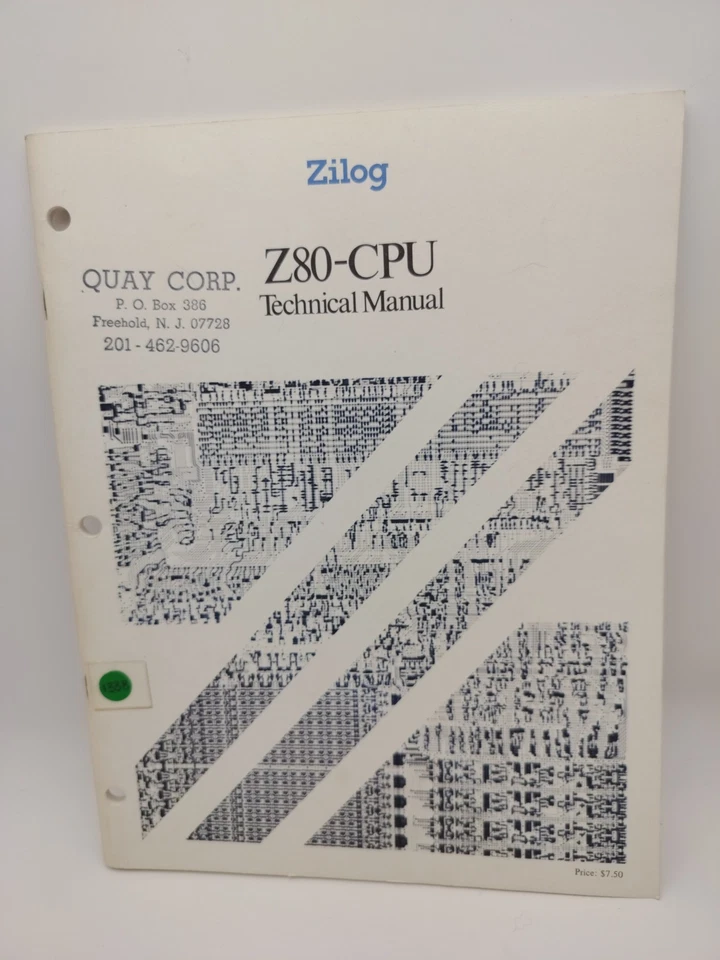 Zilog
Z80-CPU
Technical Manual
QUAY CORP.
P. O. Box 386
Freehold, N. J. 07728
201 - 462-9606
Price: $7.50